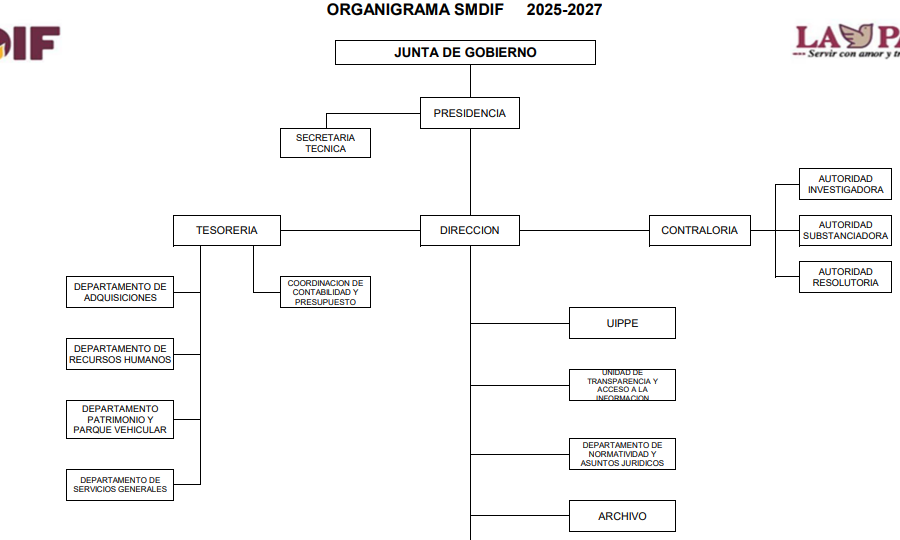 ORGANIGRAMA SMDIF 2025-2027
DIF
LA PA
Servir con amor y tr
JUNTA DE GOBIERNO
PRESIDENCIA
SECRETARIA
TECNICA
AUTORIDAD
INVESTIGADORA
TESORERIA
DIRECCION
CONTRALORIA
AUTORIDAD
SUBSTANCIADORA
AUTORIDAD
RESOLUTORIA
DEPARTAMENTO DE
ADQUISICIONES
COORDINACION DE
CONTABILIDAD Y
PRESUPUESTO
UIPPE
DEPARTAMENTO DE
RECURSOS HUMANOS
UNIDAD DE
TRANSPARENCIA Y
ACCESO A LA
INFORMACION
DEPARTAMENTO
PATRIMONIO Y
PARQUE VEHICULAR
DEPARTAMENTO DE
NORMATIVIDAD Y
ASUNTOS JURIDICOS
DEPARTAMENTO DE
SERVICIOS GENERALES
ARCHIVO